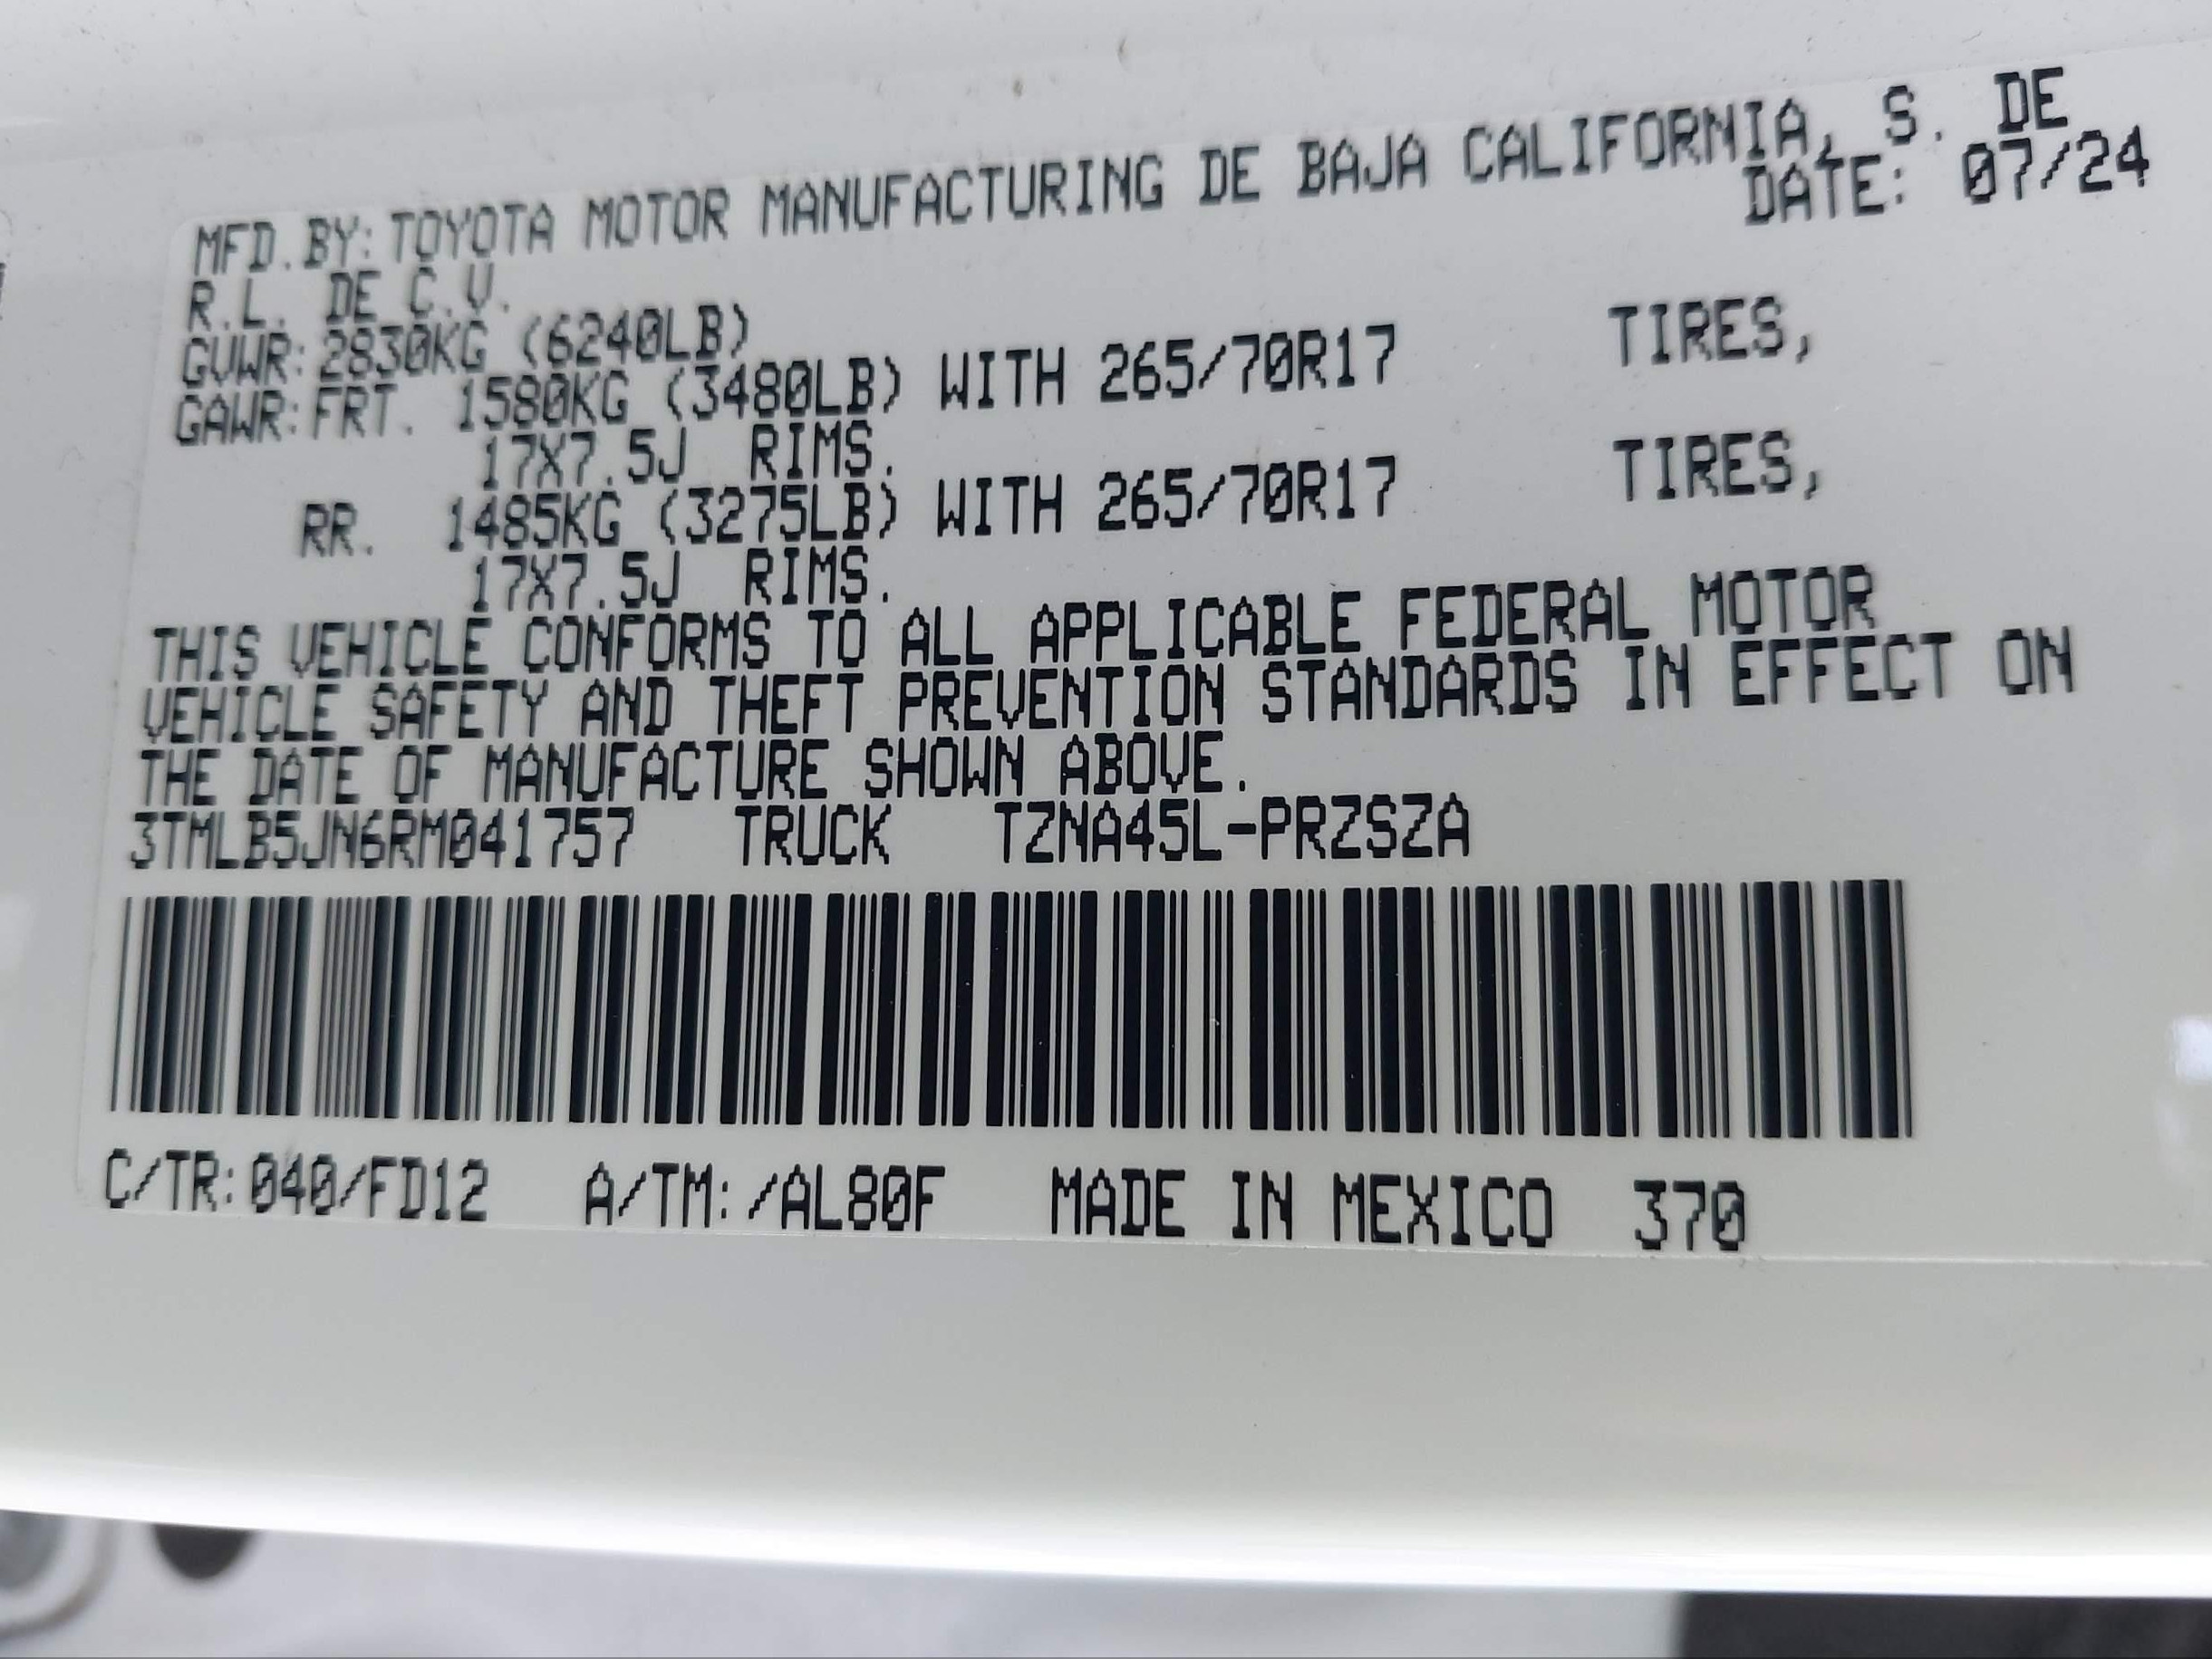 MFD.BY:TOYOTA MOTOR MANUFACTURING DE BAJA CALIFORNIA, S. DE
R.L. DE C.V. DATE: 07/24
GVWR: 2830KG (6240LB)
GAWR: FRT. 1580KG (3480LB) WITH 265/70R17 TIRES,
17X7.5J RIMS.
RR. 1485KG (3275LB) WITH 265/70R17 TIRES,
17X7.5J RIMS.
THIS VEHICLE CONFORMS TO ALL APPLICABLE FEDERAL MOTOR
VEHICLE SAFETY AND THEFT PREVENTION STANDARDS IN EFFECT ON
THE DATE OF MANUFACTURE SHOWN ABOVE.
3TMLB5JN6RM041757 TRUCK TZNA45L-PRZSZA
C/TR: 040/FD12 A/TM: /AL80F MADE IN MEXICO 370